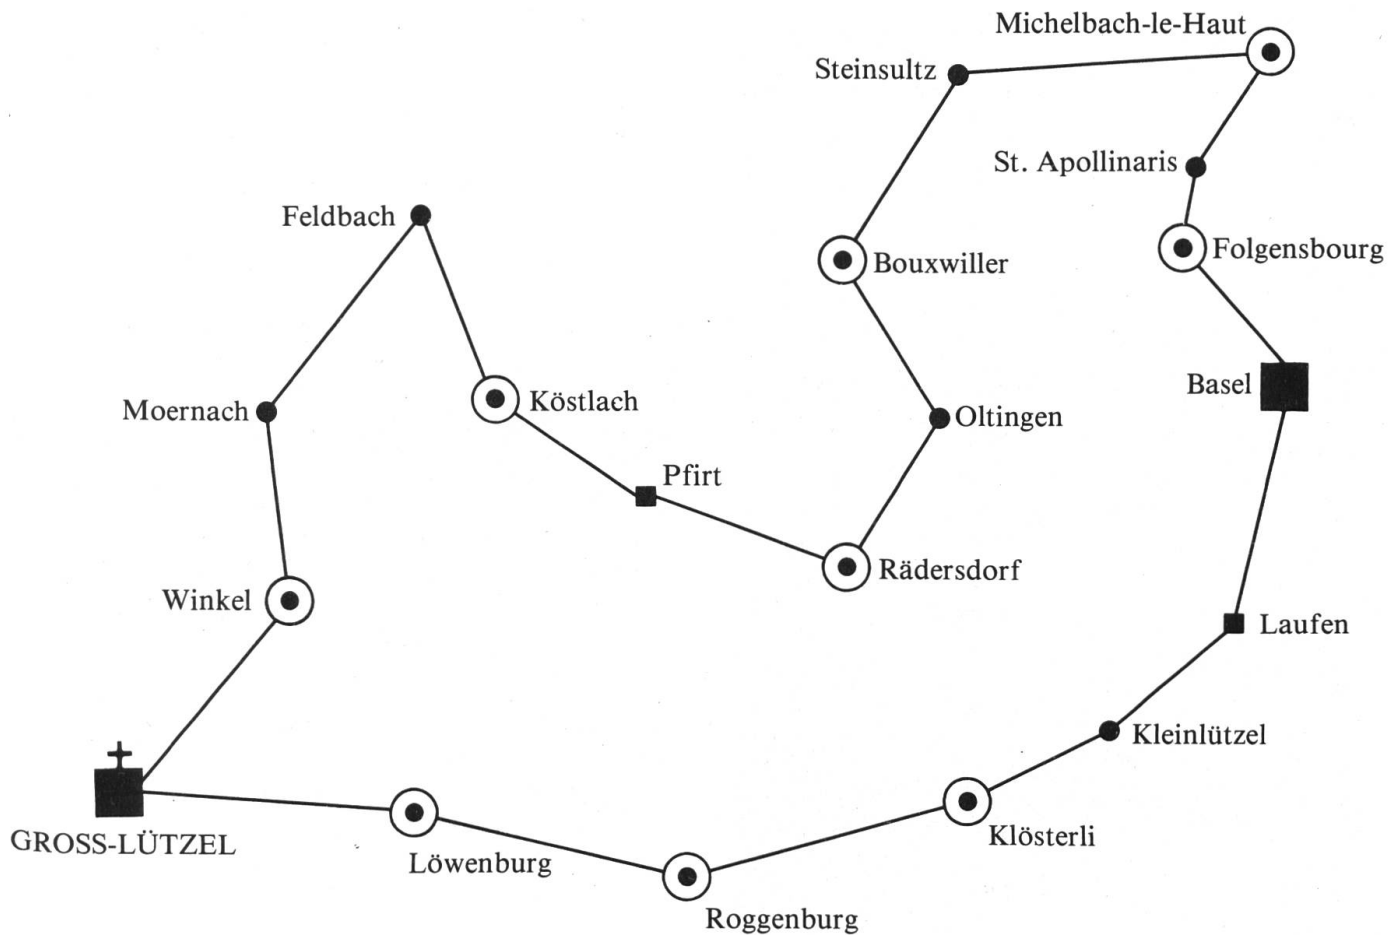 Michelbach-le-Haut
Steinsultz
St. Apollinaris
Feldbach
Folgensbourg
Bouxwiller
Basel
Köstlach
Moernach
Oltingen
Pfirt
Rädersdorf
Winkel
Laufen
Kleinlützel
Klösterli
GROSS-LÜTZEL
Löwenburg
Roggenburg